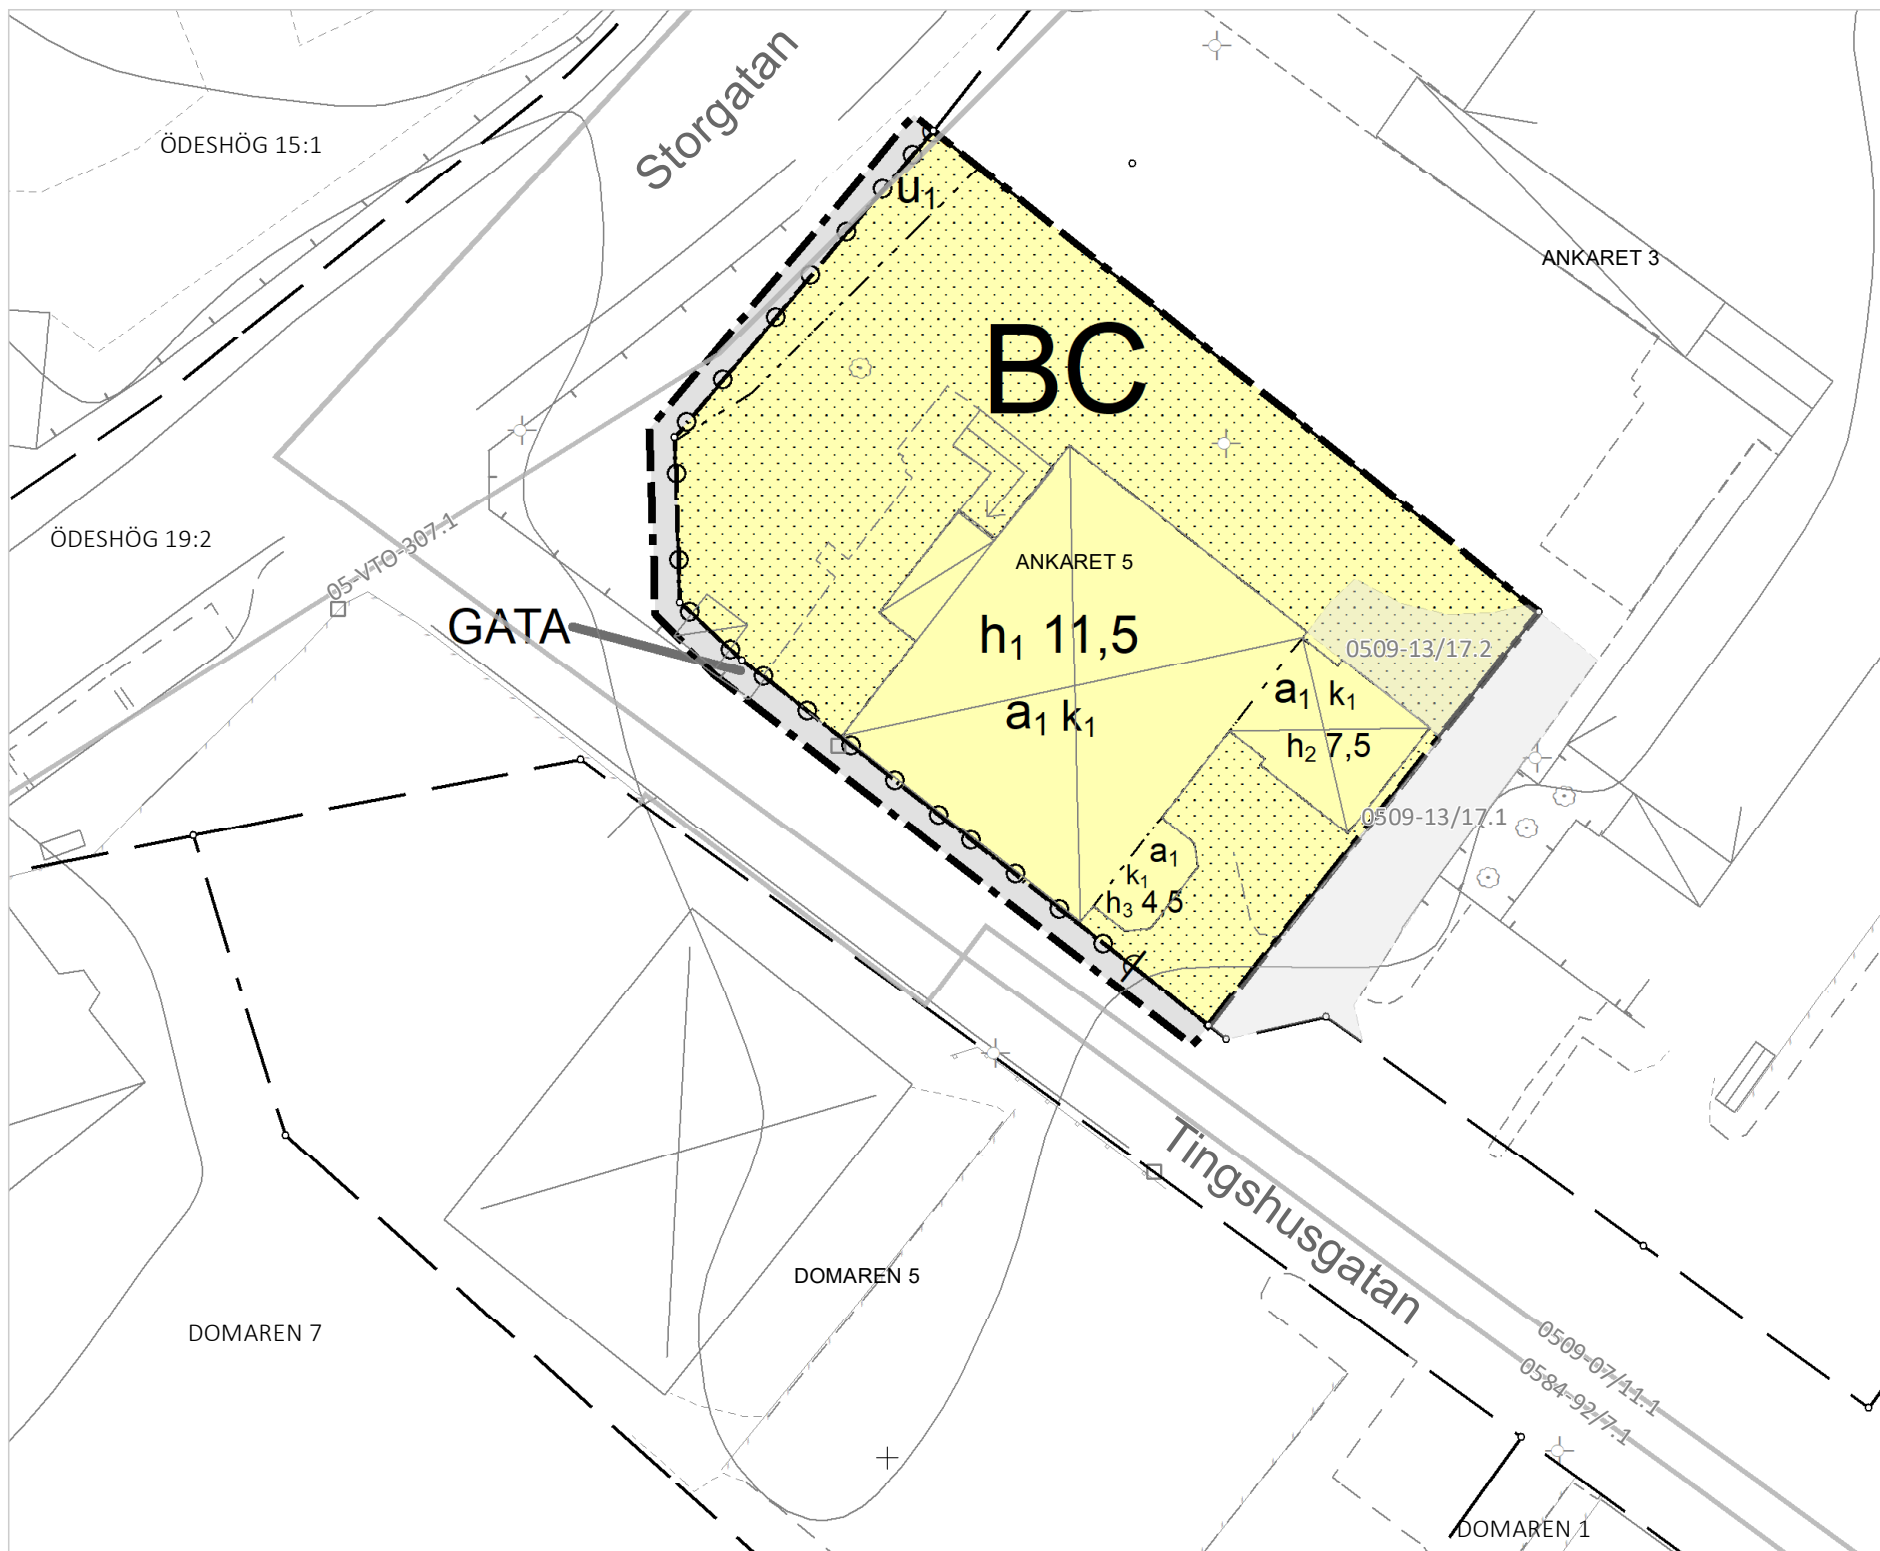 Storgatan
ÖDESHÖG 15:1
u1
ANKARET 3
BC
ÖDESHÖG 19:2
05-VTO-307.1
ANKARET 5
GATA
h1 11,5
0509-13/17.2
a1 k1
a1 k1
h2 7,5
0509-13/17.1
a1
k1
h3 4,5
Tingshusgatan
DOMAREN 5
DOMAREN 7
0509-07/11.1
0584-92/7.1
DOMAREN 1